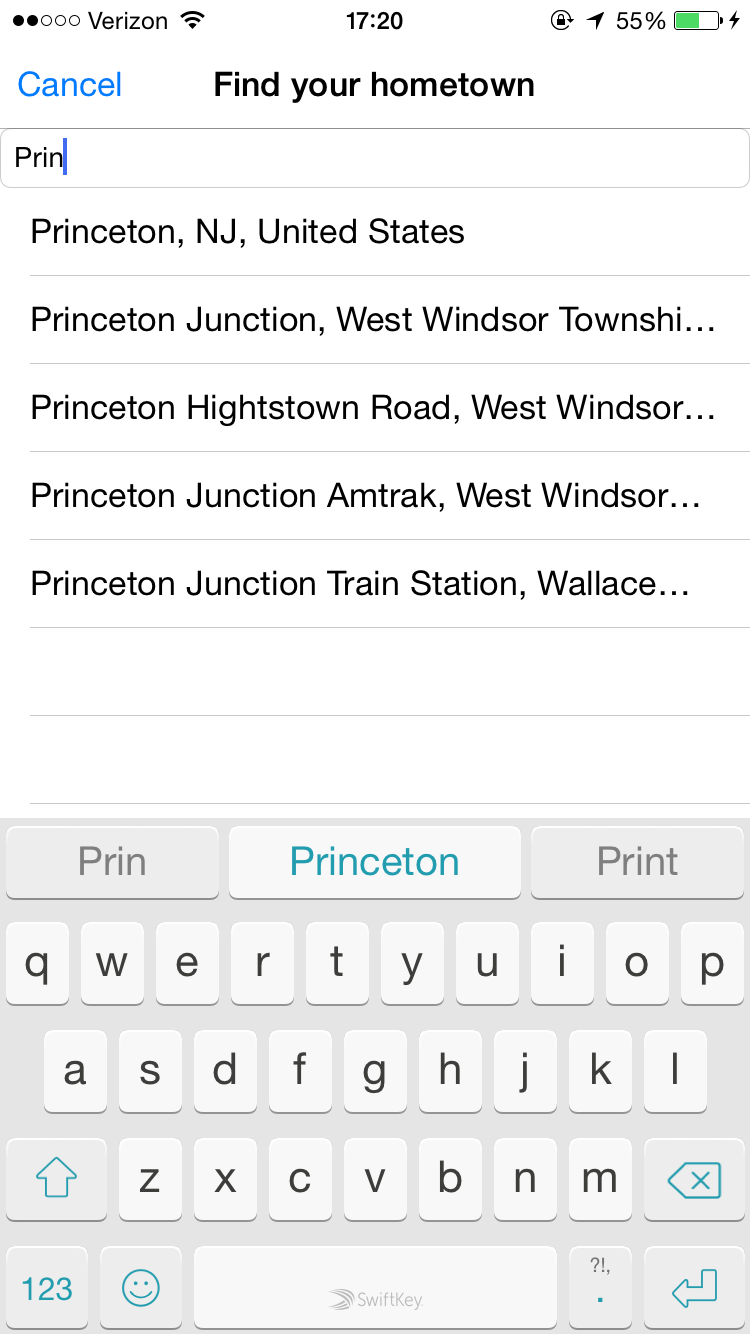 Verizon 17:20 55%
Cancel Find your hometown
Prin
Princeton, NJ, United States
Princeton Junction, West Windsor Townshi...
Princeton Hightstown Road, West Windsor...
Princeton Junction Amtrak, West Windsor...
Princeton Junction Train Station, Wallace...
Prin Princeton Print
q w e r t y u i o p
a s d f g h j k l
z x c v b n m
123 SwiftKey ?!, .